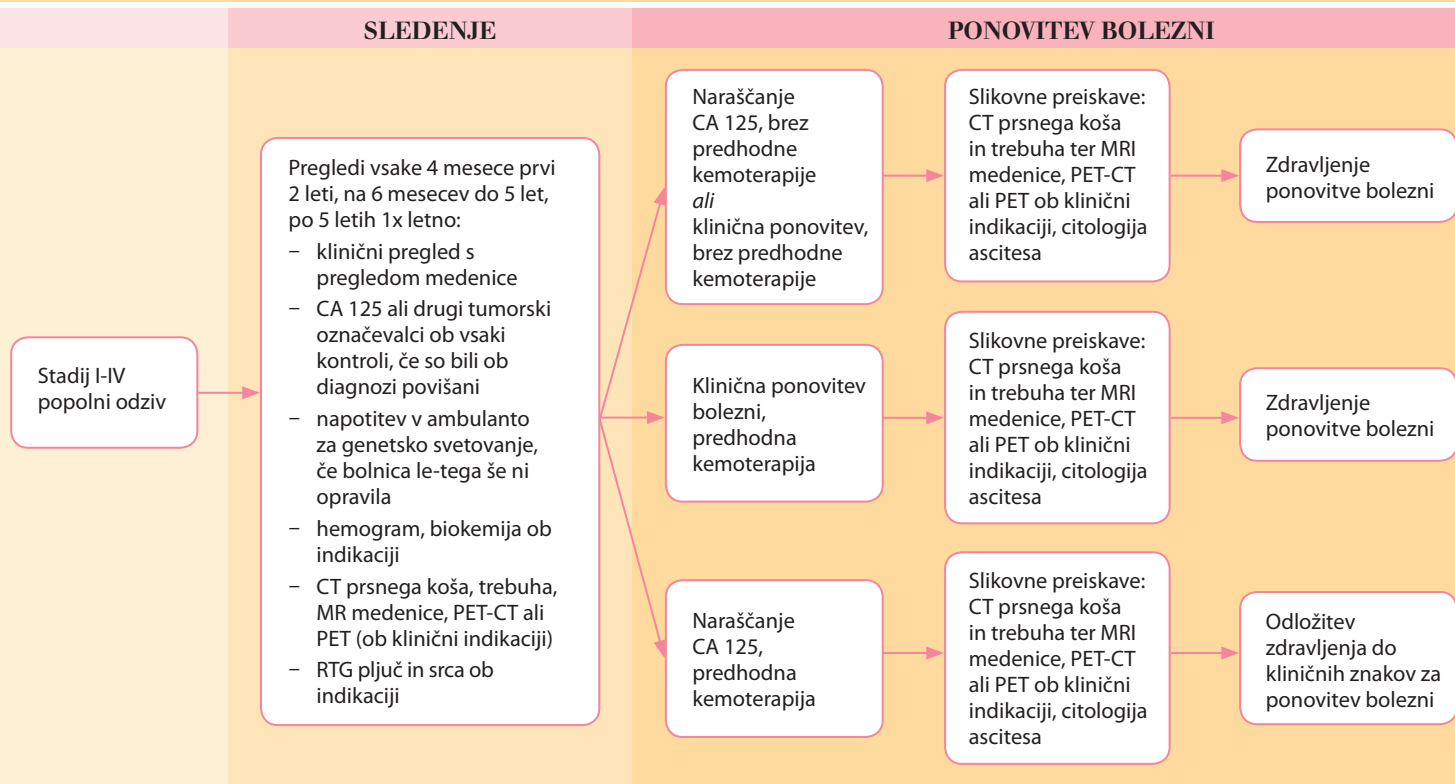 SLEDENJE
PONOVITEV BOLEZNI
Stadij I-IV
popolni odziv
Pregledi vsake 4 mesece prvi
2 leti, na 6 mesecev do 5 let,
po 5 letih 1x letno:
– klinični pregled s
pregledom medenice
– CA 125 ali drugi tumorski
označevalci ob vsaki
kontroli, če so bili ob
diagnozi povišani
– napotitev v ambulanto
za genetsko svetovanje,
če bolnica le-tega še ni
opravila
– hemogram, biokemija ob
indikaciji
– CT prsnega koša, trebuha,
MR medenice, PET-CT ali
PET (ob klinični indikaciji)
– RTG pljuč in srca ob
indikaciji
Naraščanje
CA 125, brez
predhodne
kemoterapije
ali
klinična ponovitev,
brez predhodne
kemoterapije
Slikovne preiskave:
CT prsnega koša
in trebuha ter MRI
medenice, PET-CT
ali PET ob klinični
indikaciji, citologija
ascitesa
Zdravljenje
ponovitve bolezni
Klinična ponovitev
bolezni,
predhodna
kemoterapija
Slikovne preiskave:
CT prsnega koša
in trebuha ter MRI
medenice, PET-CT
ali PET ob klinični
indikaciji, citologija
ascitesa
Zdravljenje
ponovitve bolezni
Naraščanje
CA 125,
predhodna
kemoterapija
Slikovne preiskave:
CT prsnega koša
in trebuha ter MRI
medenice, PET-CT
ali PET ob klinični
indikaciji, citologija
ascitesa
Odložitev
zdravljenja do
kliničnih znakov za
ponovitev bolezni